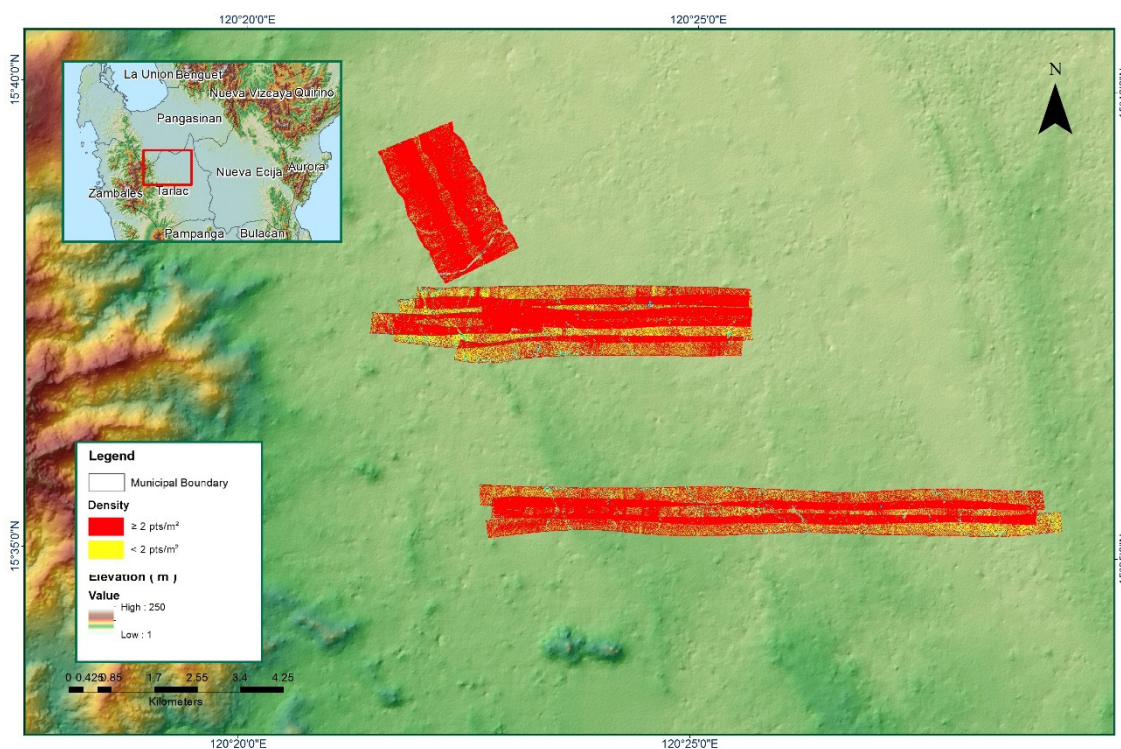 120°20'0"E 120°25'0"E
15°40'0"N
N
La Union Benguet
Nueva Vizcaya Quirino
Pangasinan
Nueva Ecija Aurora
Zambales Tarlac
Pampanga Bulacan
Legend
Municipal Boundary
Density
≥ 2 pts/m²
< 2 pts/m²
Elevation ( m )
Value
High : 250
Low : 1
15°35'0"N
0 0.425 0.85 1.7 2.55 3.4 4.25
Kilometers
120°20'0"E 120°25'0"E